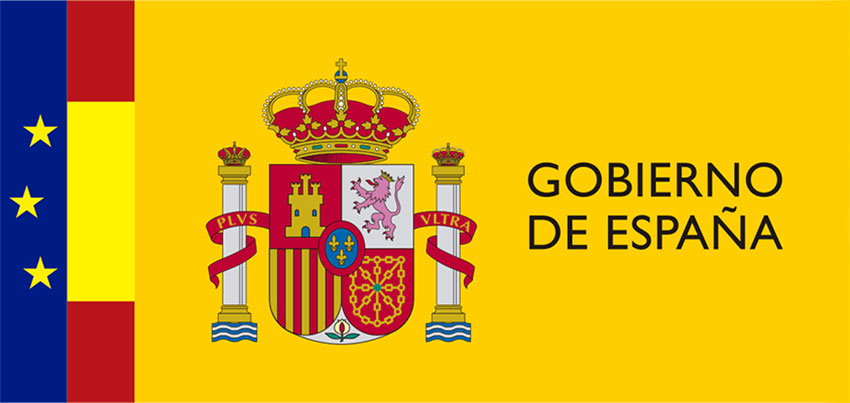 PLVS VLTRA
GOBIERNO
DE ESPAÑA